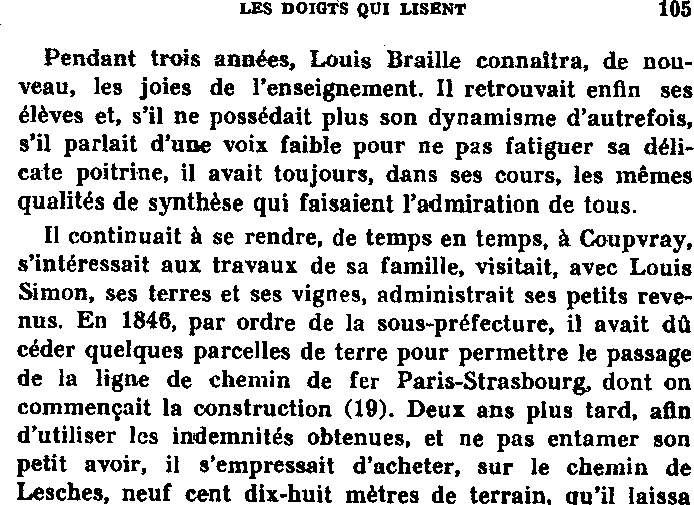 LES DOIGTS QUI LISENT 105
Pendant trois années, Louis Braille connaîtra, de nou-
veau, les joies de l'enseignement. Il retrouvait enfin ses
élèves et, s'il ne possédait plus son dynamisme d'autrefois,
s'il parlait d'une voix faible pour ne pas fatiguer sa déli-
cate poitrine, il avait toujours, dans ses cours, les mêmes
qualités de synthèse qui faisaient l'admiration de tous.
Il continuait à se rendre, de temps en temps, à Coupvray,
s'intéressait aux travaux de sa famille, visitait, avec Louis
Simon, ses terres et ses vignes, administrait ses petits reve-
nus. En 1846, par ordre de la sous-préfecture, il avait dû
céder quelques parcelles de terre pour permettre le passage
de la ligne de chemin de fer Paris-Strasbourg, dont on
commençait la construction (19). Deux ans plus tard, afin
d'utiliser les indemnités obtenues, et ne pas entamer son
petit avoir, il s'empressait d'acheter, sur le chemin de
Lesches, neuf cent dix-huit mètres de terrain, qu'il laissa